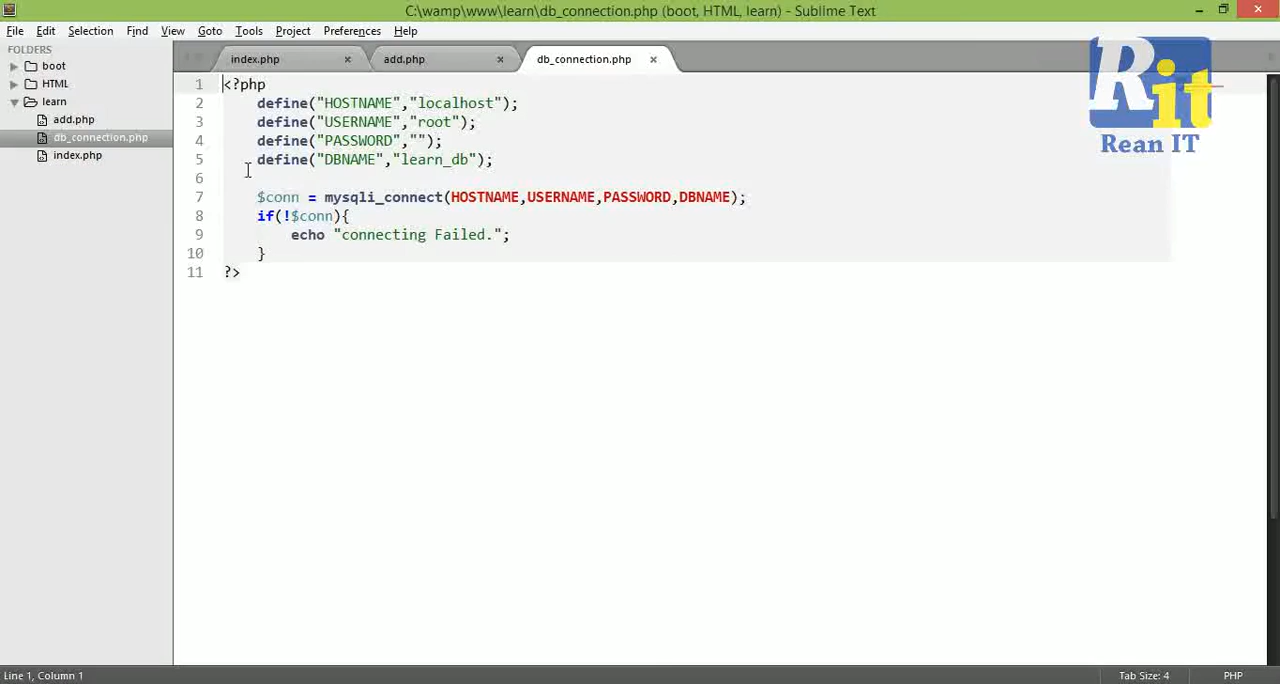 C:\wamp\www\learn\db_connection.php (boot, HTML, learn) - Sublime Text
File Edit Selection Find View Goto Tools Project Preferences Help
FOLDERS
boot
HTML
learn
add.php
db_connection.php
index.php
index.php × add.php × db_connection.php ×
1 <?php
2     define("HOSTNAME","localhost");
3     define("USERNAME","root");
4     define("PASSWORD","");
5     define("DBNAME","learn_db");
6
7     $conn = mysqli_connect(HOSTNAME,USERNAME,PASSWORD,DBNAME);
8     if(!$conn){
9         echo "connecting Failed.";
10     }
11 ?>
Rit
Rean IT
Line 1, Column 1
Tab Size: 4
PHP